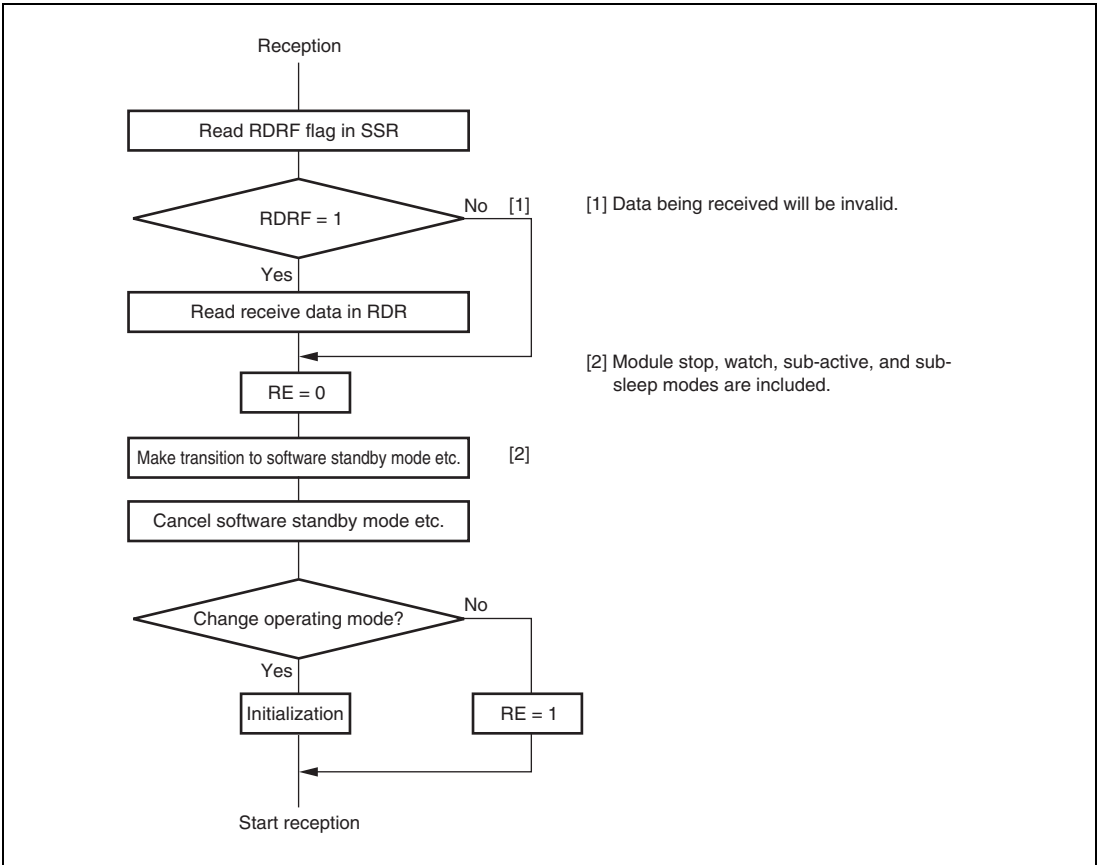 Reception
Read RDRF flag in SSR
No [1]
[1] Data being received will be invalid.
RDRF = 1
Yes
Read receive data in RDR
[2] Module stop, watch, sub-active, and sub-
sleep modes are included.
RE = 0
Make transition to software standby mode etc.
[2]
Cancel software standby mode etc.
No
Change operating mode?
Yes
Initialization
RE = 1
Start reception